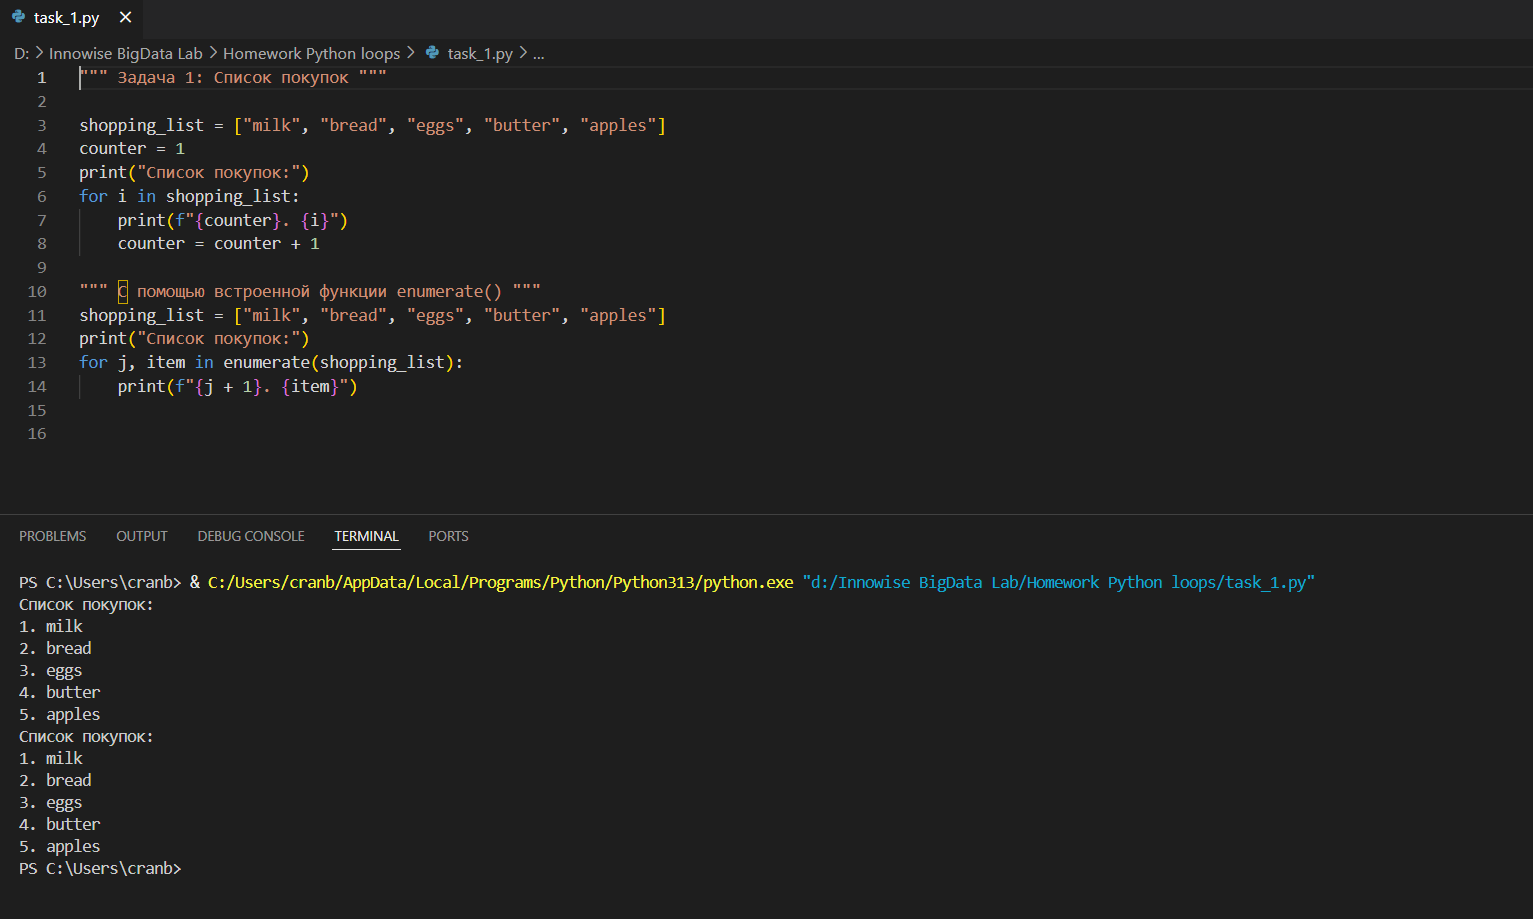 task_1.py
D: > Innowise BigData Lab > Homework Python loops > task_1.py > ...
1 """ Задача 1: Список покупок """
2
3 shopping_list = ["milk", "bread", "eggs", "butter", "apples"]
4 counter = 1
5 print("Список покупок:")
6 for i in shopping_list:
7     print(f"{counter}. {i}")
8     counter = counter + 1
9
10 """ С помощью встроенной функции enumerate() """
11 shopping_list = ["milk", "bread", "eggs", "butter", "apples"]
12 print("Список покупок:")
13 for j, item in enumerate(shopping_list):
14     print(f"{j + 1}. {item}")
15
16
PROBLEMS OUTPUT DEBUG CONSOLE TERMINAL PORTS
PS C:\Users\cranb> & C:/Users/cranb/AppData/Local/Programs/Python/Python313/python.exe "d:/Innowise BigData Lab/Homework Python loops/task_1.py"
Список покупок:
1. milk
2. bread
3. eggs
4. butter
5. apples
Список покупок:
1. milk
2. bread
3. eggs
4. butter
5. apples
PS C:\Users\cranb>